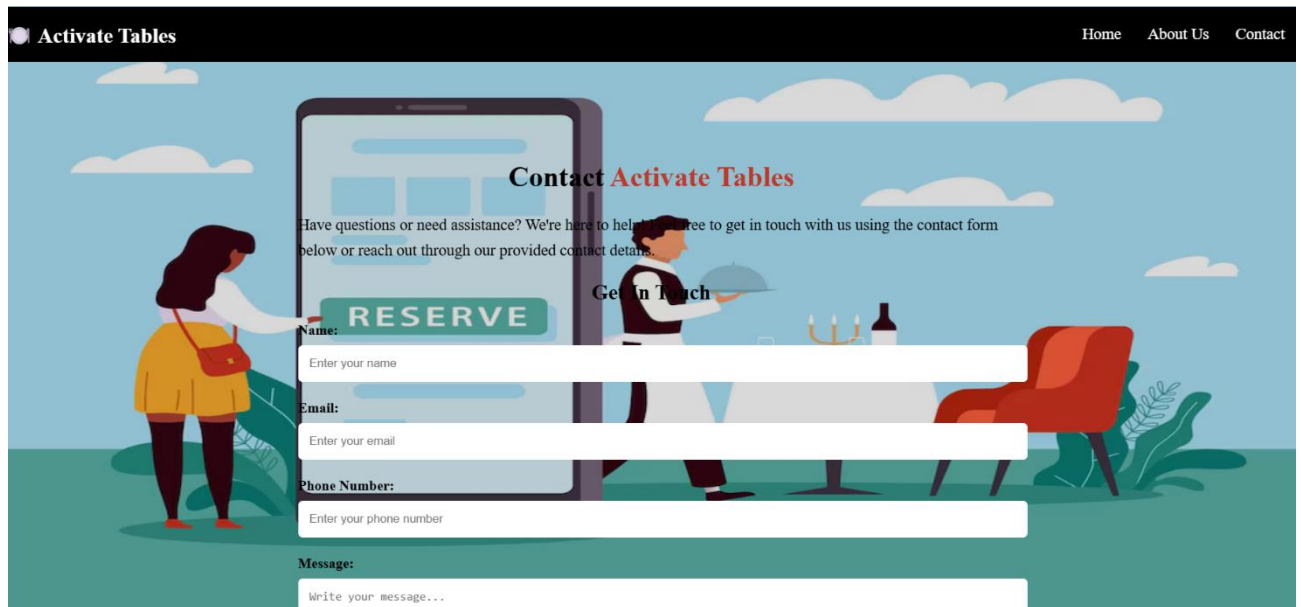 Activate Tables
Home About Us Contact
Contact Activate Tables
Have questions or need assistance? We're here to help! Feel free to get in touch with us using the contact form
below or reach out through our provided contact details.
Get In Touch
RESERVE
Name:
Enter your name
Email:
Enter your email
Phone Number:
Enter your phone number
Message:
Write your message...